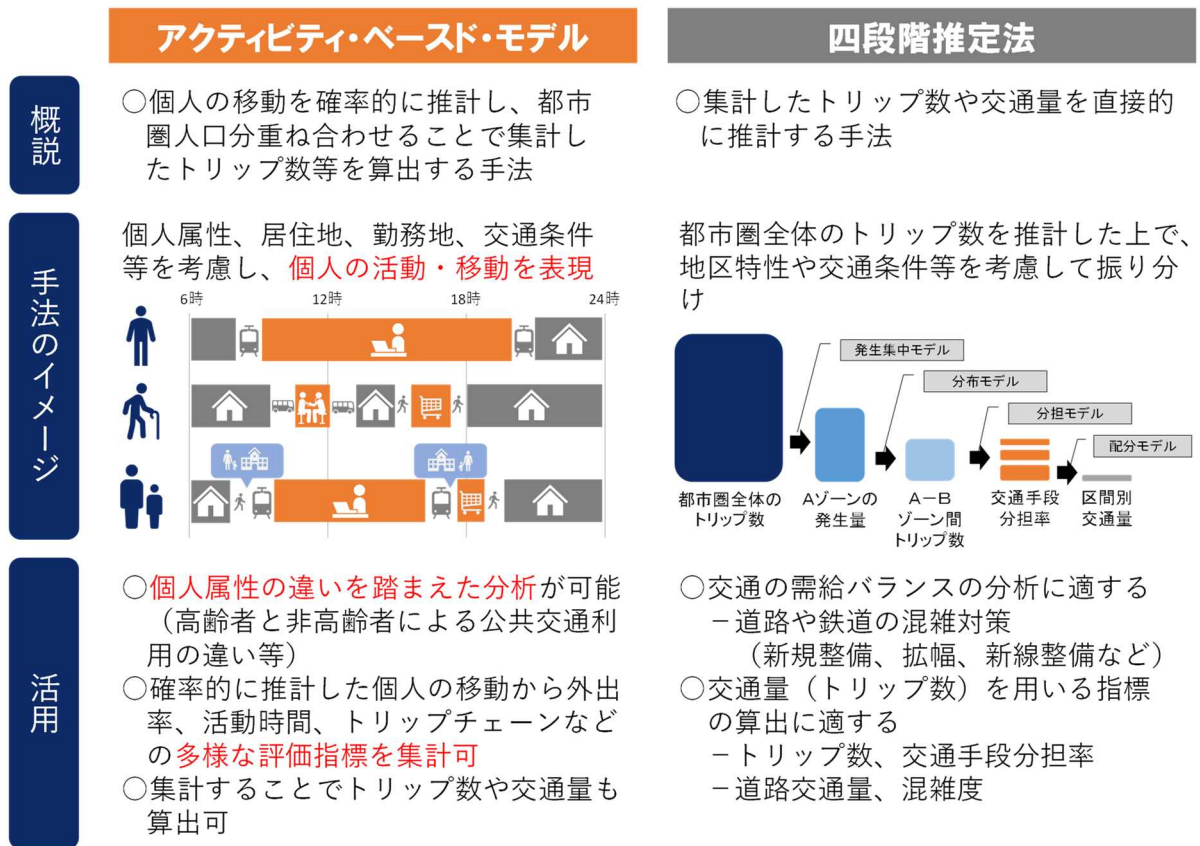 アクティビティ・ベースド・モデル
四段階推定法
概説
○個人の移動を確率的に推計し、都市
圏人口分重ね合わせることで集計し
たトリップ数等を算出する手法
○集計したトリップ数や交通量を直接的
に推計する手法
手法のイメージ
個人属性、居住地、勤務地、交通条件
等を考慮し、個人の活動・移動を表現
6時
12時
18時
24時
都市圏全体のトリップ数を推計した上で、
地区特性や交通条件等を考慮して振り分
け
発生集中モデル
分布モデル
分担モデル
配分モデル
都市圏全体の
トリップ数
Aゾーンの
発生量
A－B
ゾーン間
トリップ数
交通手段
分担率
区間別
交通量
活用
○個人属性の違いを踏まえた分析が可能
（高齢者と非高齢者による公共交通利
用の違い等）
○確率的に推計した個人の移動から外出
率、活動時間、トリップチェーンなど
の多様な評価指標を集計可
○集計することでトリップ数や交通量も
算出可
○交通の需給バランスの分析に適する
－道路や鉄道の混雑対策
（新規整備、拡幅、新線整備など）
○交通量（トリップ数）を用いる指標
の算出に適する
－トリップ数、交通手段分担率
－道路交通量、混雑度